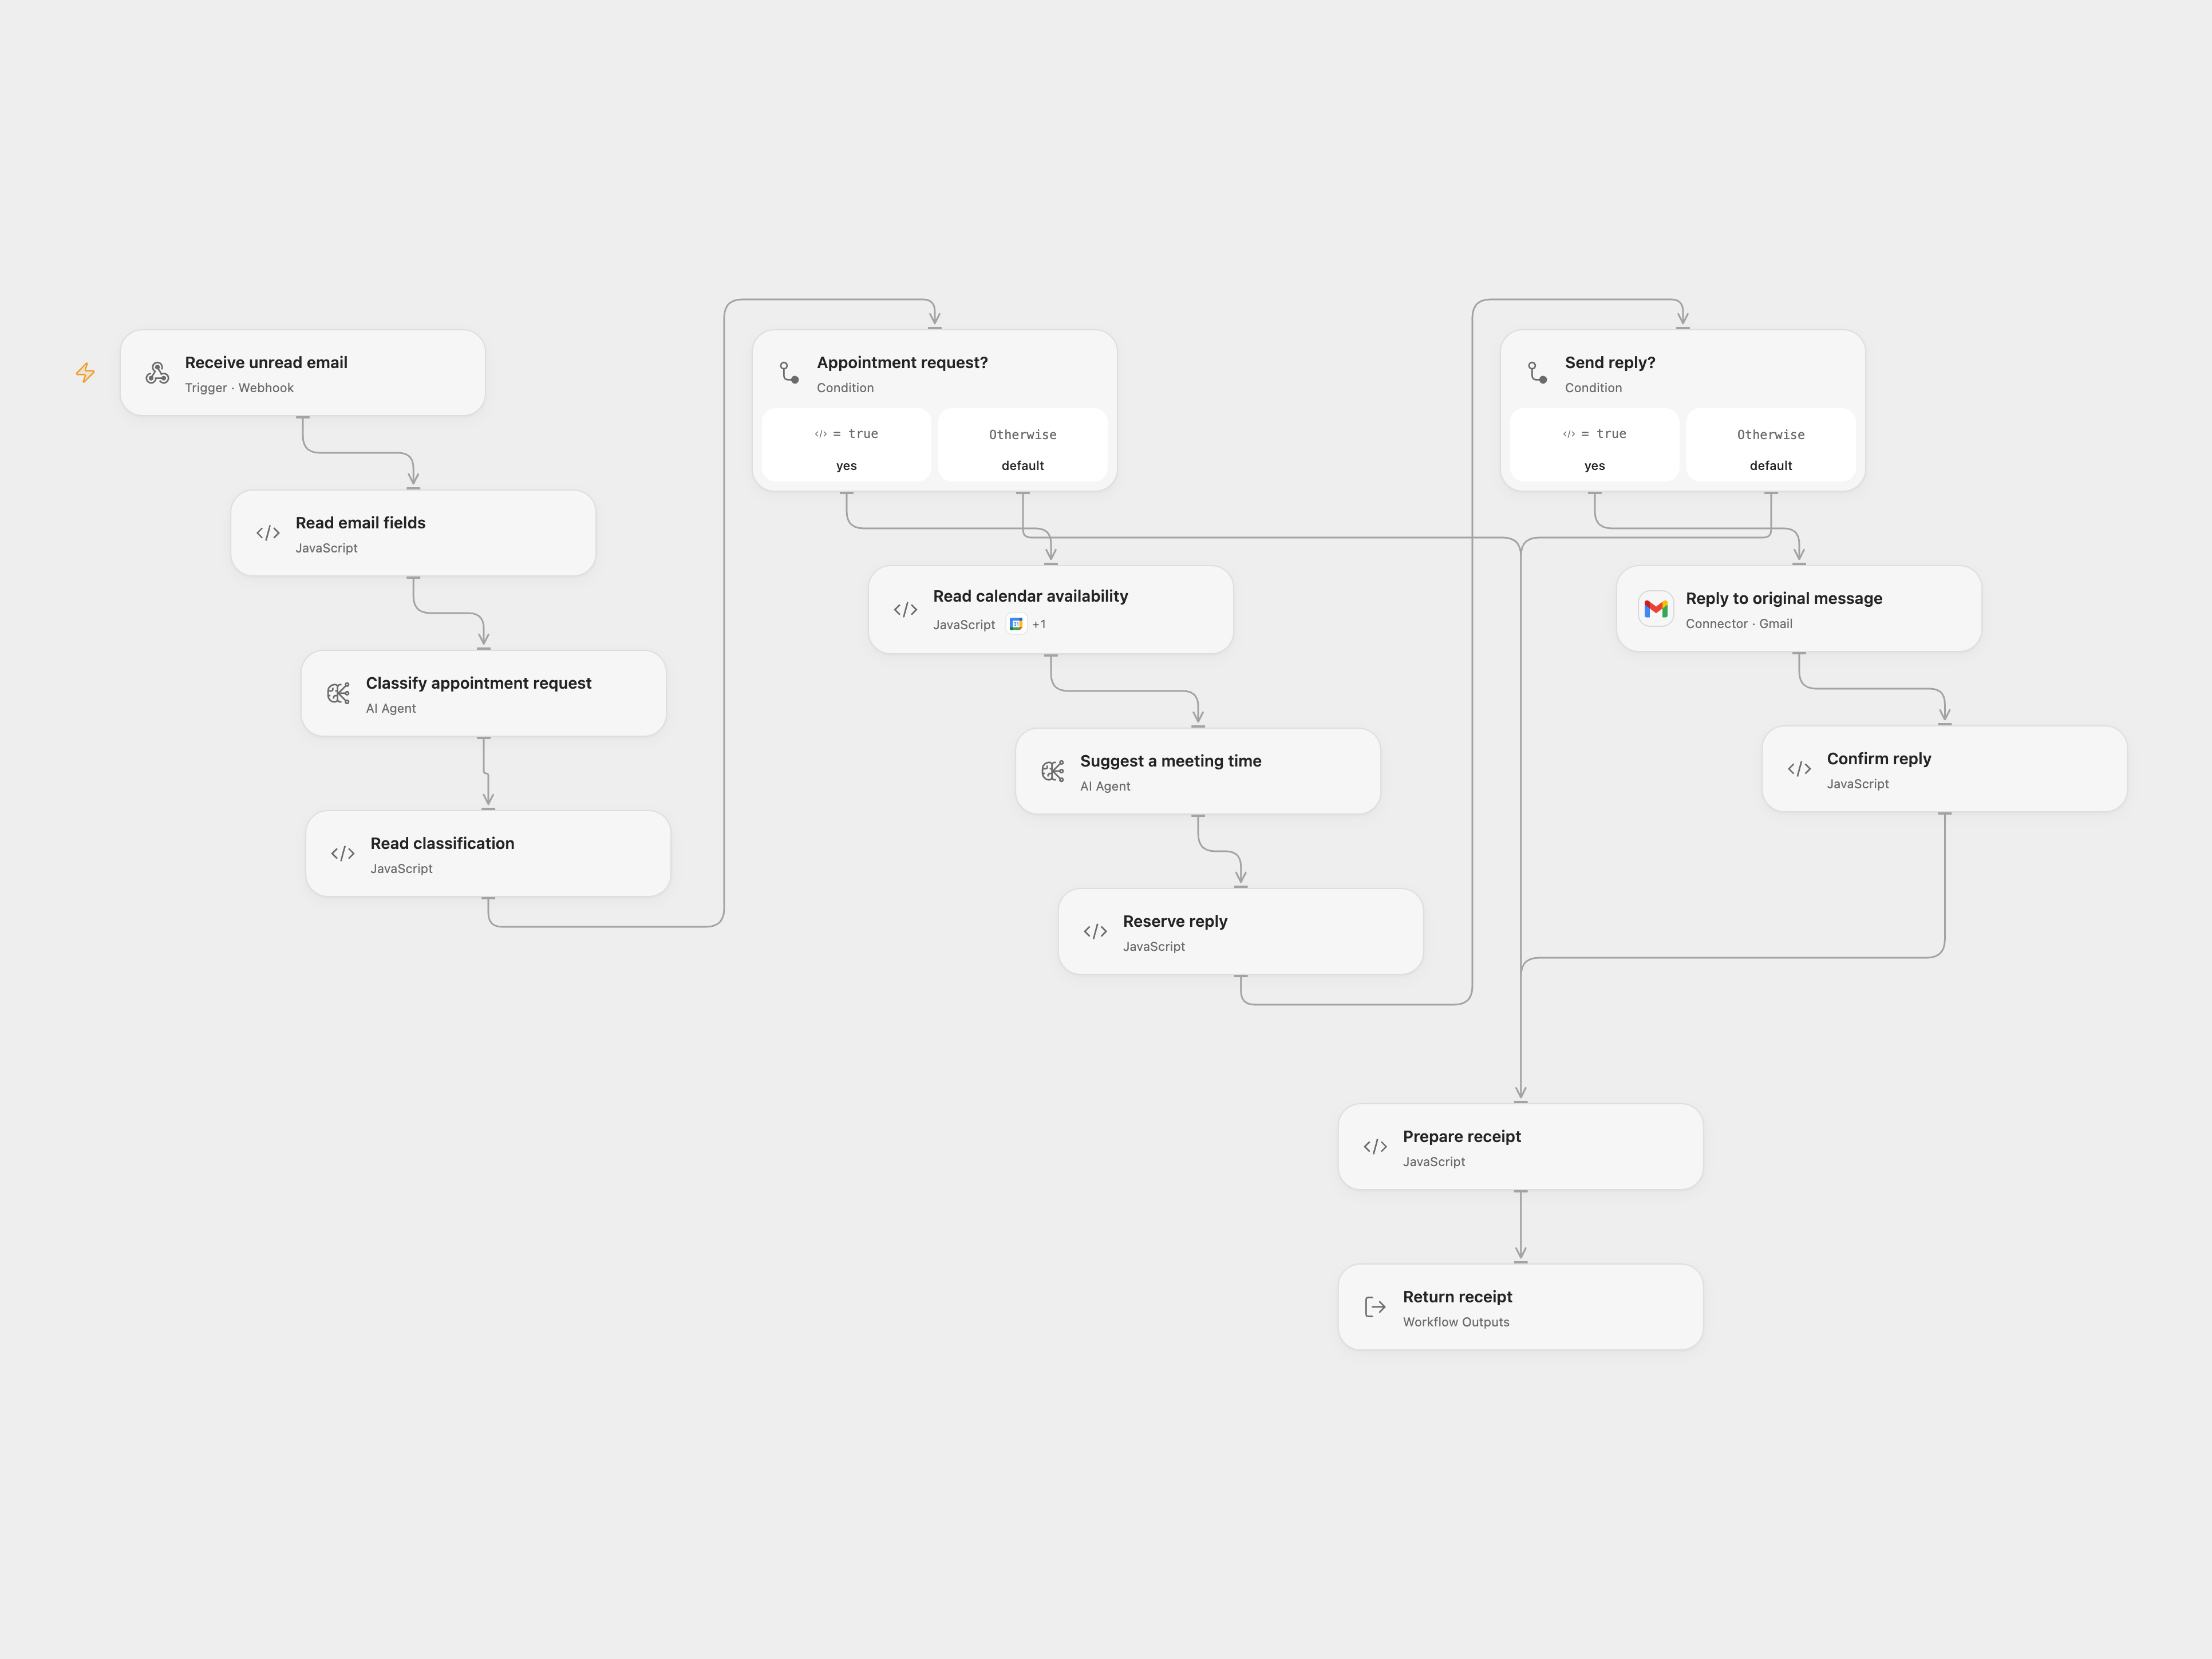 Receive unread email
Trigger · Webhook
Read email fields
JavaScript
Classify appointment request
AI Agent
Read classification
JavaScript
Appointment request?
Condition
</> = true
yes
Otherwise
default
Read calendar availability
JavaScript +1
Suggest a meeting time
AI Agent
Reserve reply
JavaScript
Send reply?
Condition
</> = true
yes
Otherwise
default
Reply to original message
Connector · Gmail
Confirm reply
JavaScript
Prepare receipt
JavaScript
Return receipt
Workflow Outputs